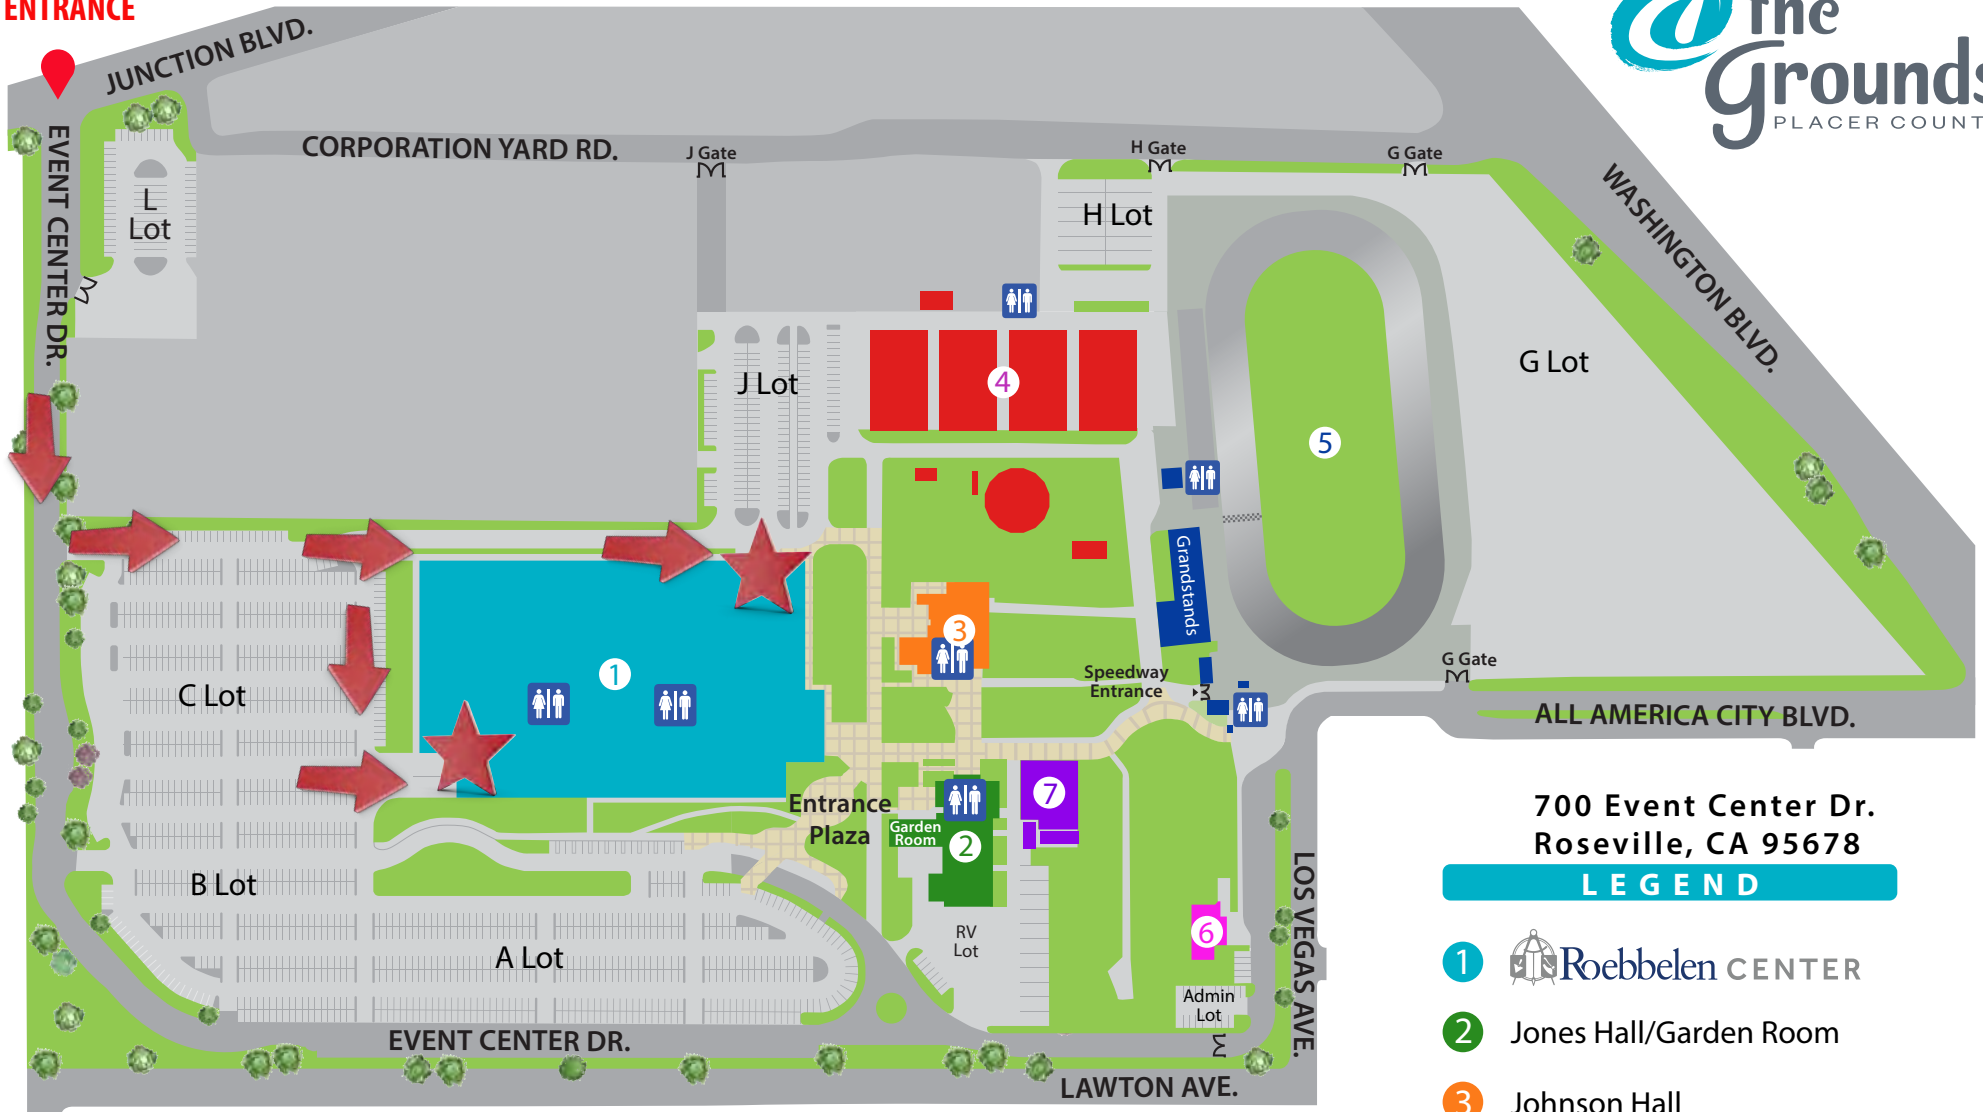 ENTRANCE
JUNCTION BLVD.
the
Grounds
PLACER COUNT
CORPORATION YARD RD.
J Gate
H Gate
G Gate
EVENT CENTER DR.
L
Lot
H Lot
WASHINGTON BLVD.
G Lot
J Lot
4
5
Grandstands
3
1
C Lot
Speedway
Entrance
G Gate
ALL AMERICA CITY BLVD.
Entrance
Plaza
Garden
Room
2
7
700 Event Center Dr.
Roseville, CA 95678
LEGEND
B Lot
A Lot
RV
Lot
6
LOS VEGAS AVE.
Admin
Lot
1 Roebbelen CENTER
2 Jones Hall/Garden Room
3 Johnson Hall
EVENT CENTER DR.
LAWTON AVE.